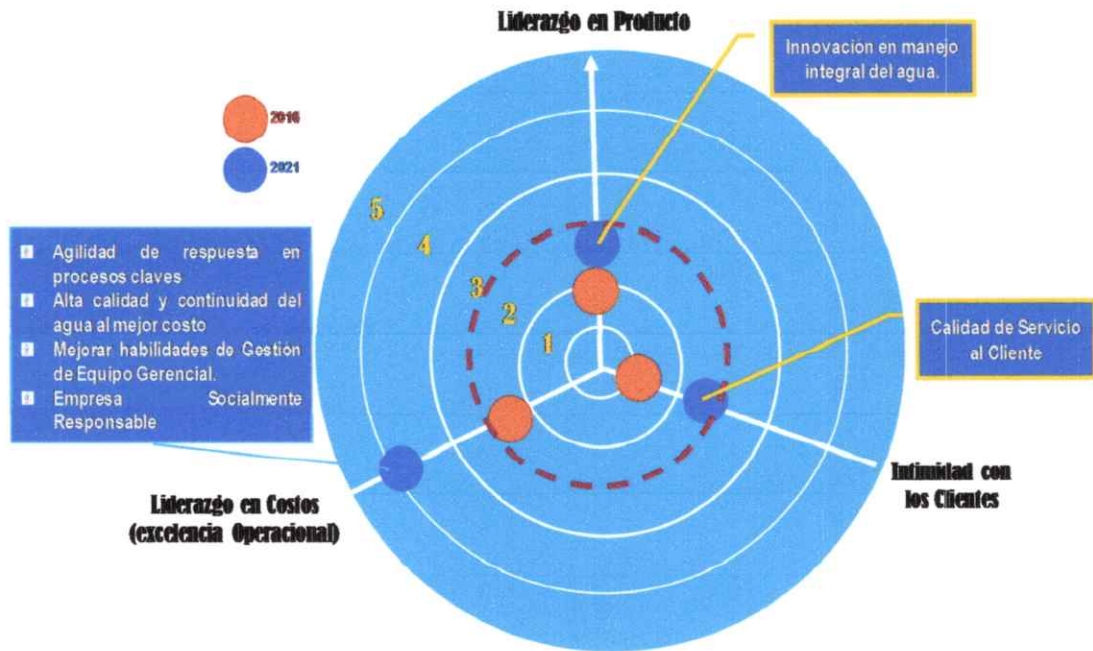 Liderazgo en Producto
Innovación en manejo
integral del agua.
2016
2021
5
4
3
2
1
Agilidad de respuesta en
procesos claves
Alta calidad y continuidad del
agua al mejor costo
Mejorar habilidades de Gestión
de Equipo Gerencial.
Empresa Socialmente
Responsable
Calidad de Servicio
al Cliente
Intimidad con
los Clientes
Liderazgo en Costos
(excelencia Operacional)